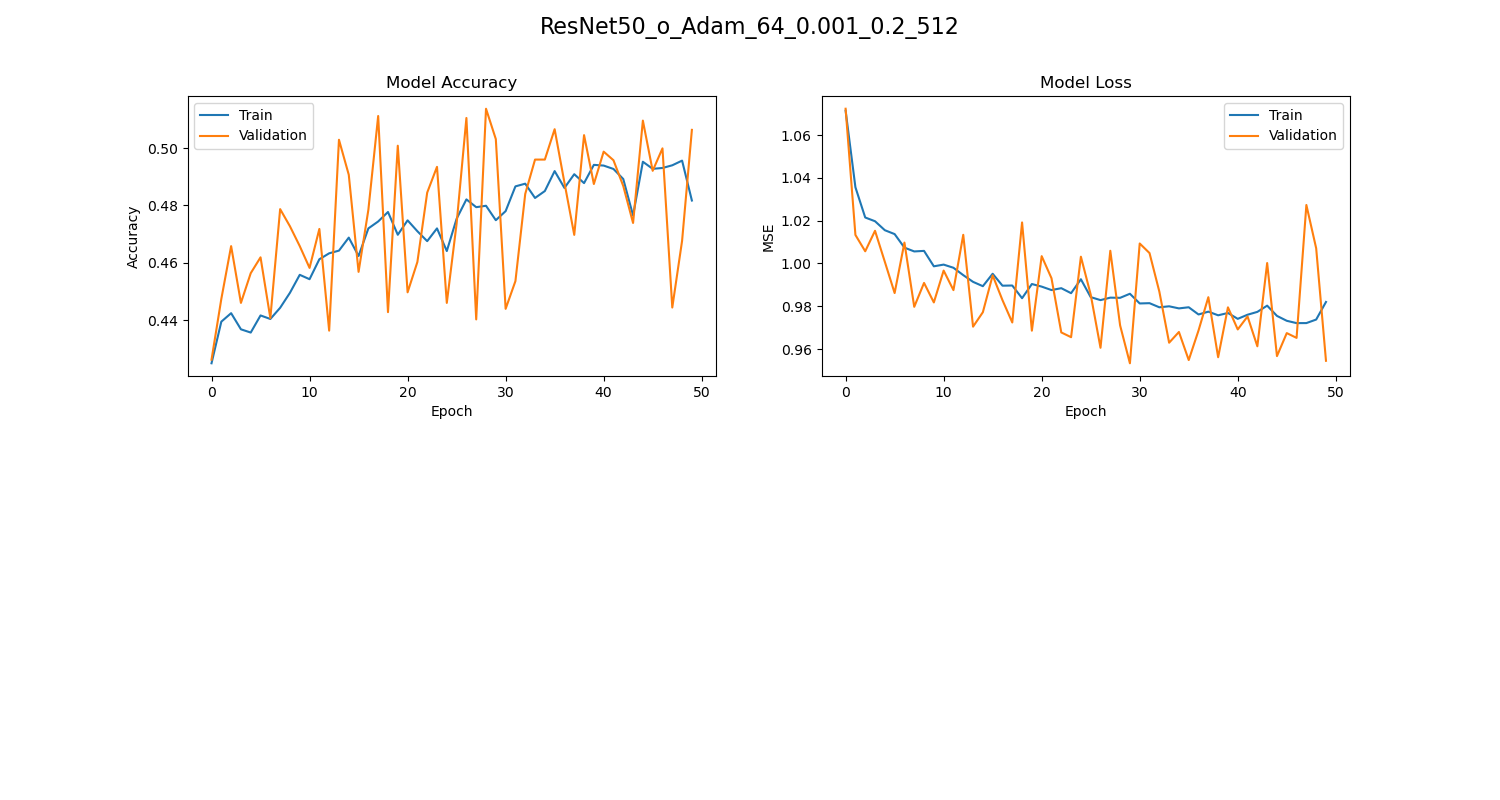 ResNet50_o_Adam_64_0.001_0.2_512
Model Accuracy
Train
Validation
0.50
0.48
0.46
0.44
Accuracy
0
10
20
30
40
50
Epoch
Model Loss
Train
Validation
1.06
1.04
1.02
1.00
0.98
0.96
MSE
0
10
20
30
40
50
Epoch